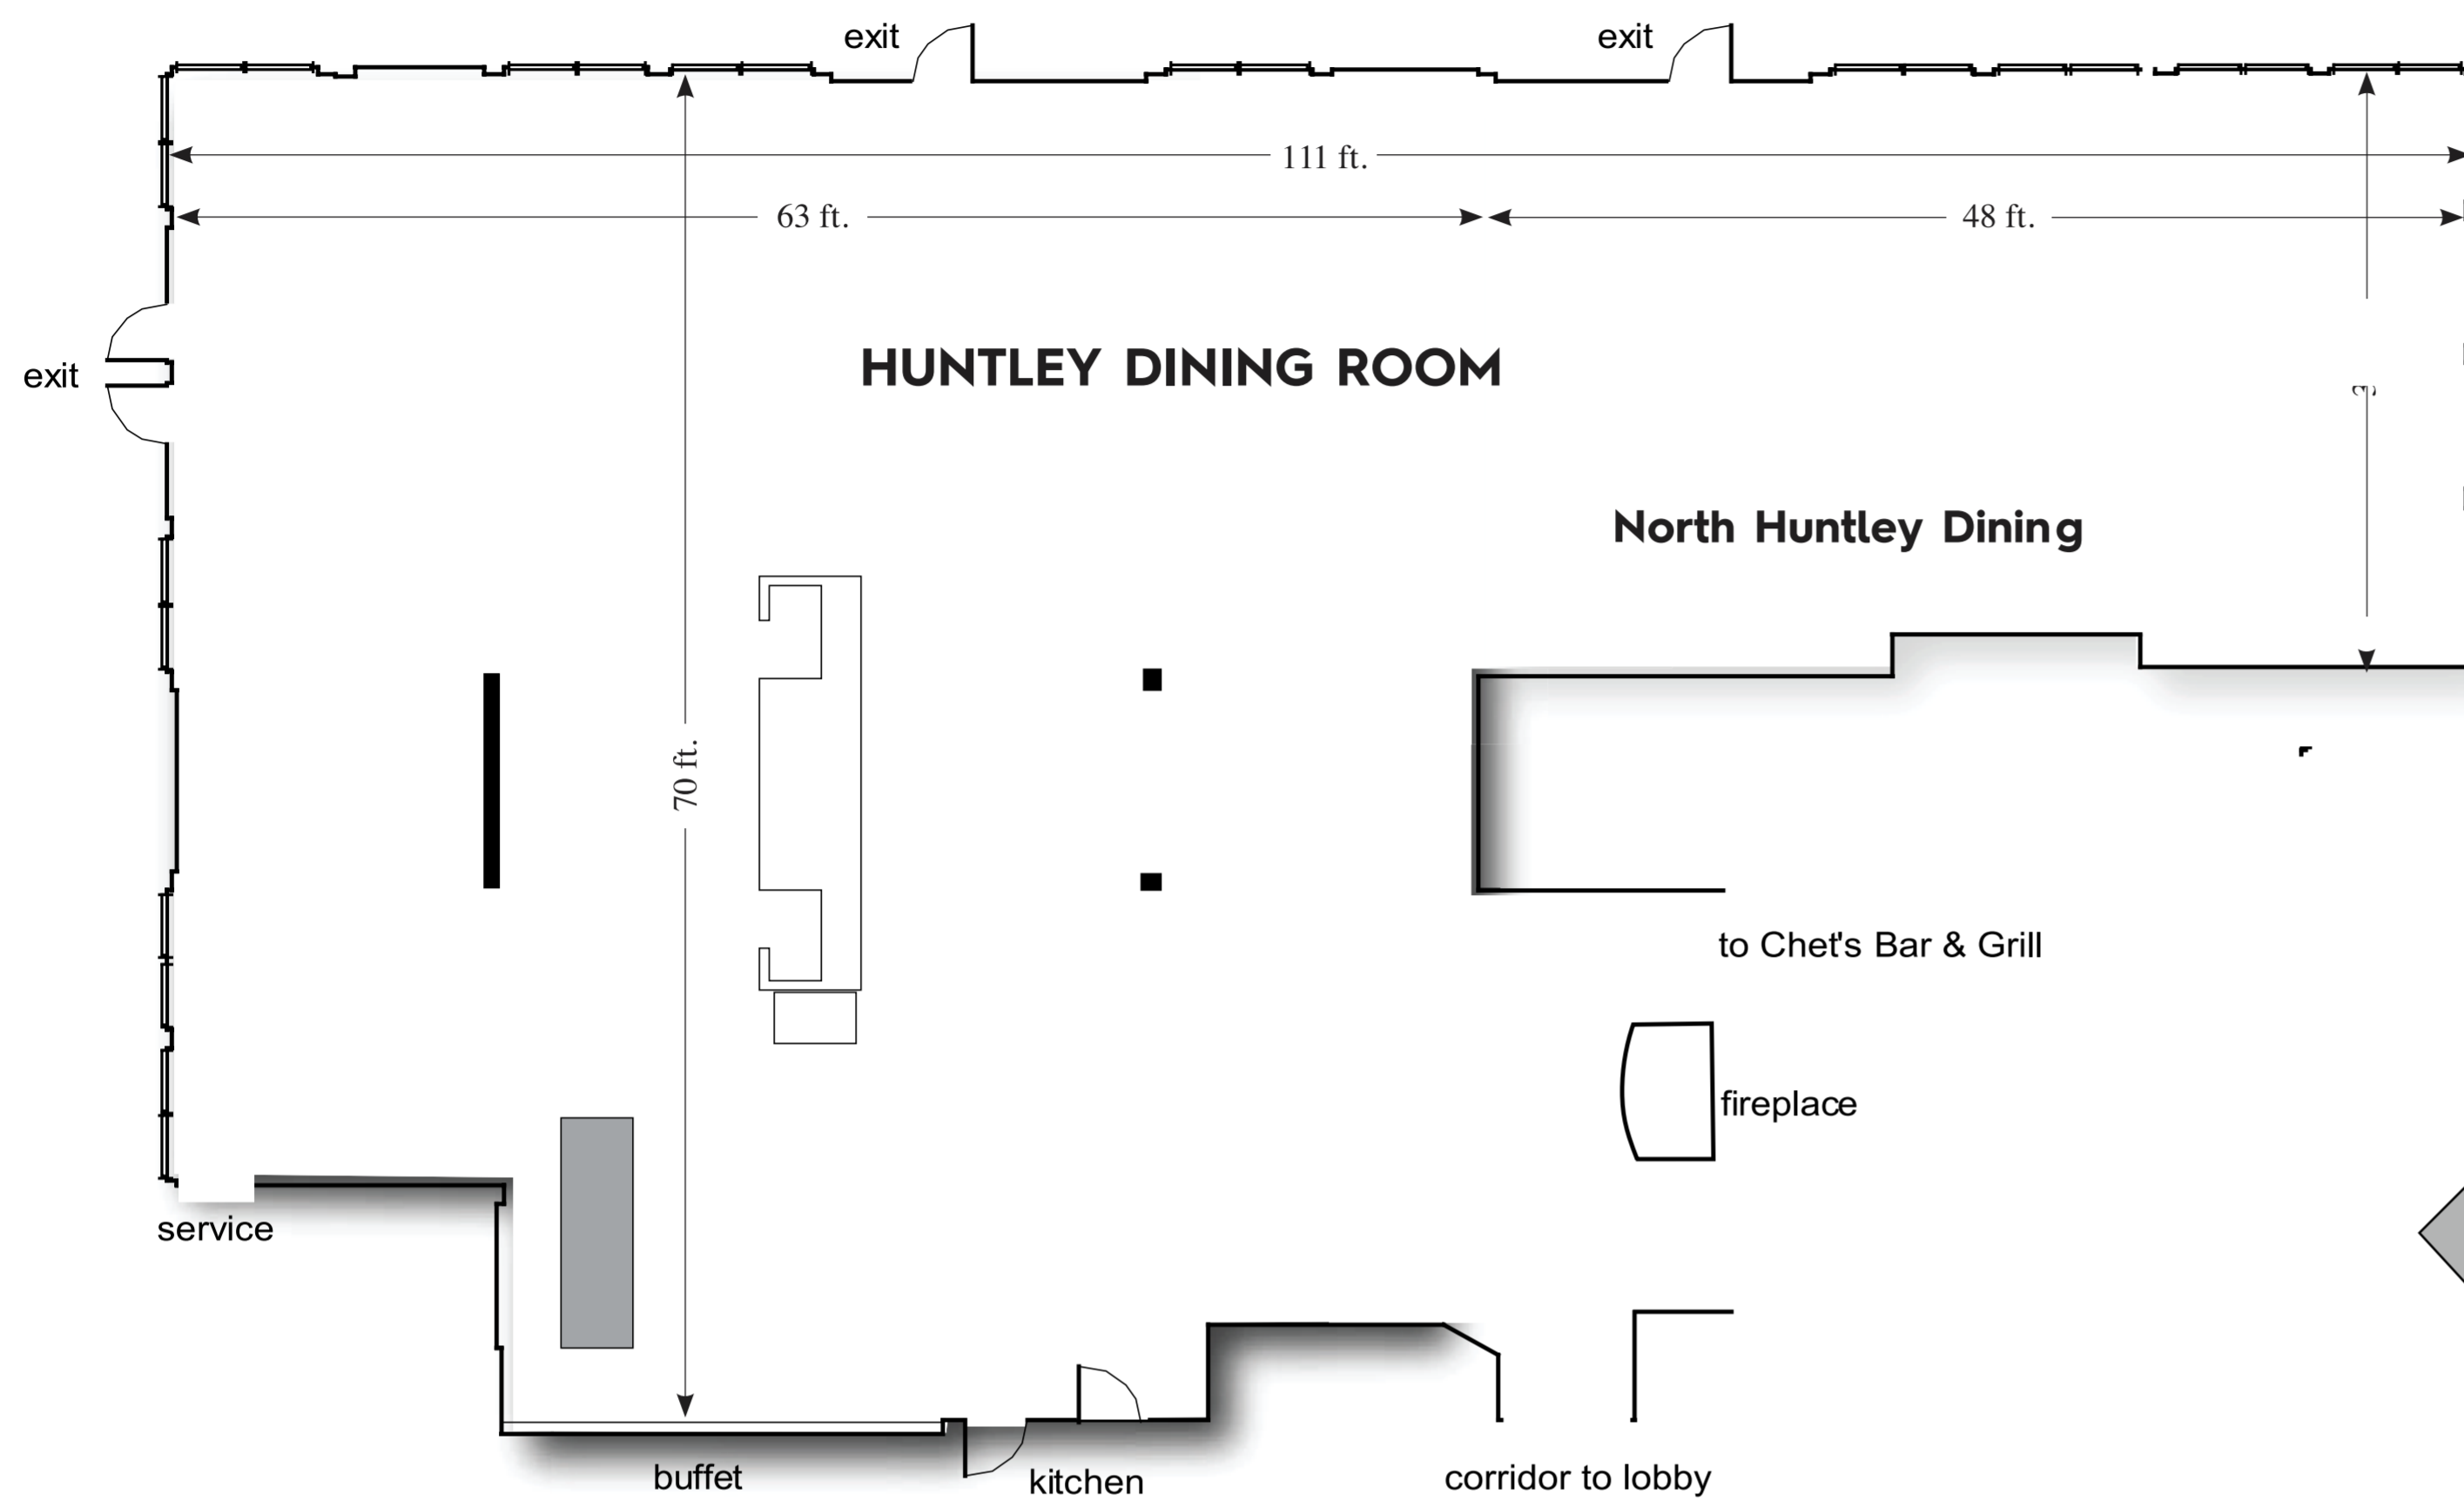 exit
exit
111 ft.
63 ft.
48 ft.
HUNTLEY DINING ROOM
exit
North Huntley Dining
70 ft.
to Chet's Bar & Grill
fireplace
service
buffet
kitchen
corridor to lobby